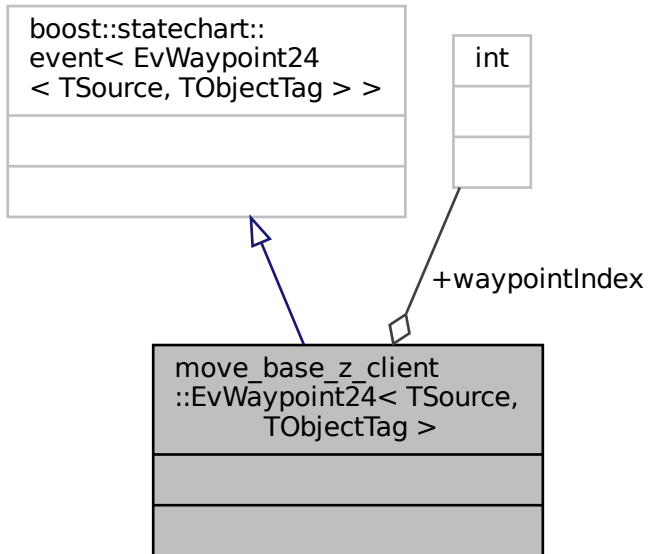 boost::statechart::
event< EvWaypoint24
< TSource, TObjectTag > >
int
+waypointIndex
move_base_z_client
::EvWaypoint24< TSource,
TObjectTag >